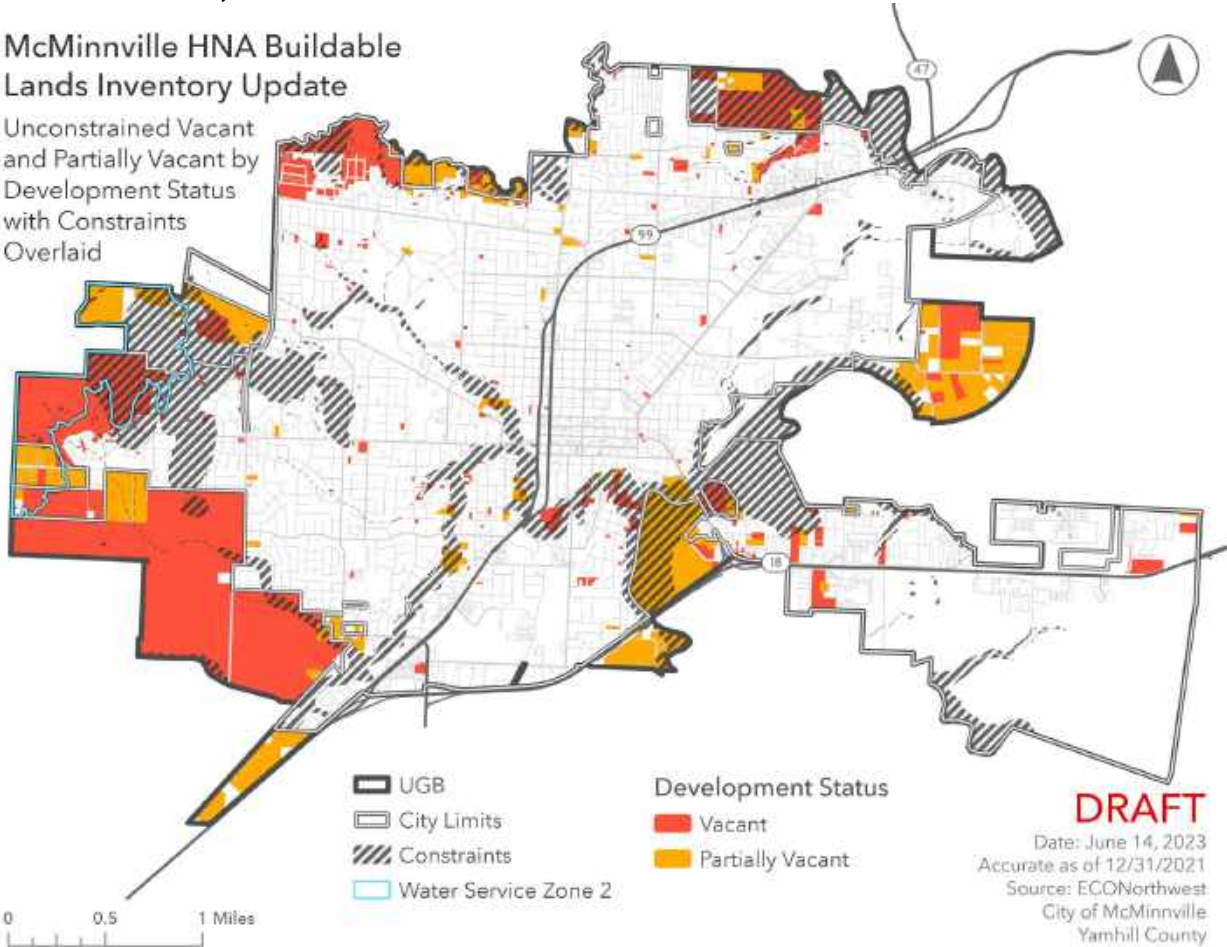 McMinnville HNA Buildable
Lands Inventory Update
Unconstrained Vacant
and Partially Vacant by
Development Status
with Constraints
Overlaid
47
99
18
UGB
City Limits
Constraints
Water Service Zone 2
Development Status
Vacant
Partially Vacant
DRAFT
Date: June 14, 2023
Accurate as of 12/31/2021
Source: ECONorthwest
City of McMinnville
Yamhill County
0 0.5 1 Miles